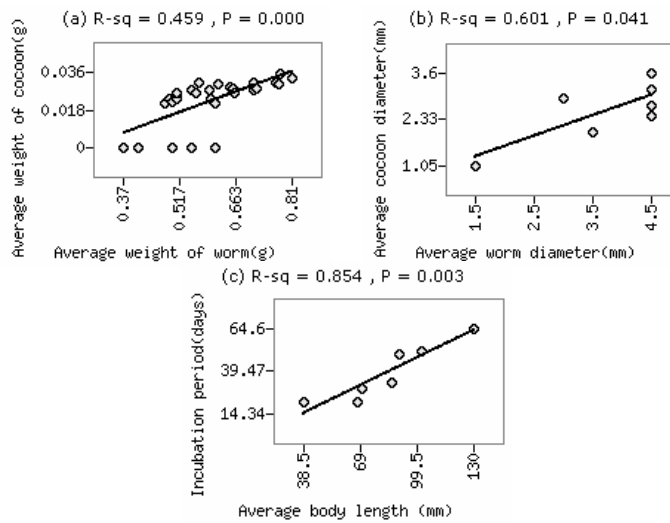 (a) R-sq = 0.459 , P = 0.000
Average weight of cocoon(g)
0.036
0.018
0
0.37
0.517
0.663
0.81
Average weight of worm(g)
(b) R-sq = 0.601 , P = 0.041
Average cocoon diameter(mm)
3.6
2.33
1.05
1.5
2.5
3.5
4.5
Average worm diameter(mm)
(c) R-sq = 0.854 , P = 0.003
Incubation period(days)
64.6
39.47
14.34
38.5
69
99.5
130
Average body length (mm)